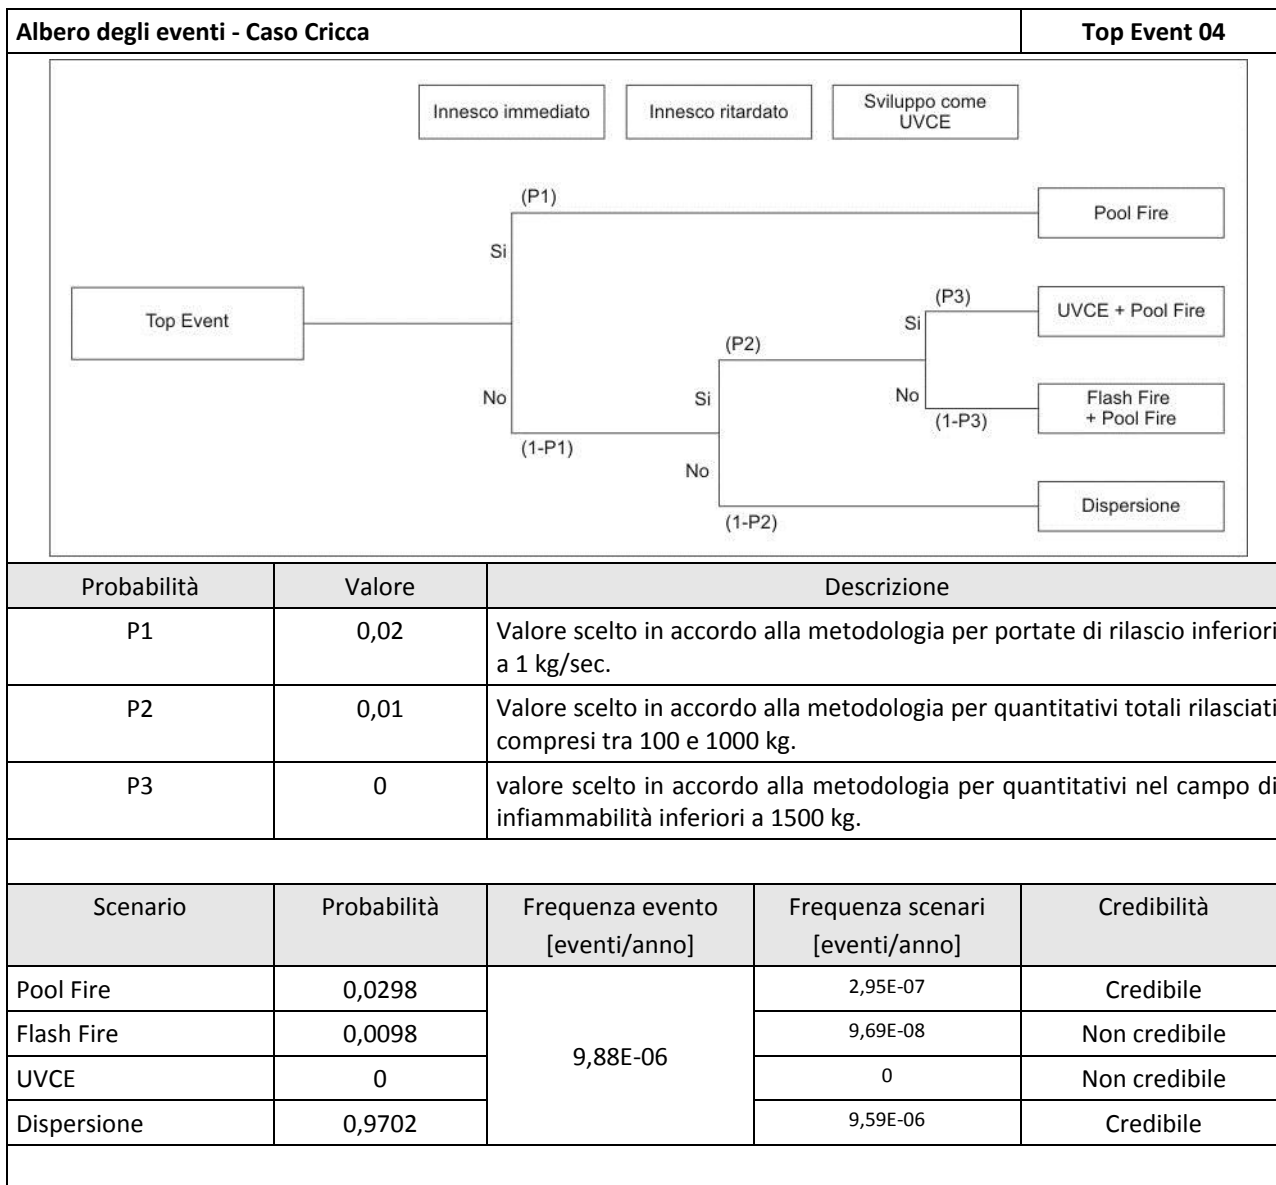 Albero degli eventi - Caso Cricca Top Event 04
Innesco immediato Innesco ritardato Sviluppo come
UVCE
(P1)
Pool Fire
Si
(P3)
UVCE + Pool Fire
Top Event
Si
(P2)
No Si No Flash Fire
+ Pool Fire
(1-P3)
(1-P1)
No
Dispersione
(1-P2)
Probabilità Valore Descrizione
P1 0,02 Valore scelto in accordo alla metodologia per portate di rilascio inferiori
a 1 kg/sec.
P2 0,01 Valore scelto in accordo alla metodologia per quantitativi totali rilasciati
compresi tra 100 e 1000 kg.
P3 0 valore scelto in accordo alla metodologia per quantitativi nel campo di
infiammabilità inferiori a 1500 kg.
Scenario Probabilità Frequenza evento Frequenza scenari Credibilità
[eventi/anno] [eventi/anno]
Pool Fire 0,0298 2,95E-07 Credibile
Flash Fire 0,0098 9,69E-08 Non credibile
9,88E-06
UVCE 0 0 Non credibile
Dispersione 0,9702 9,59E-06 Credibile